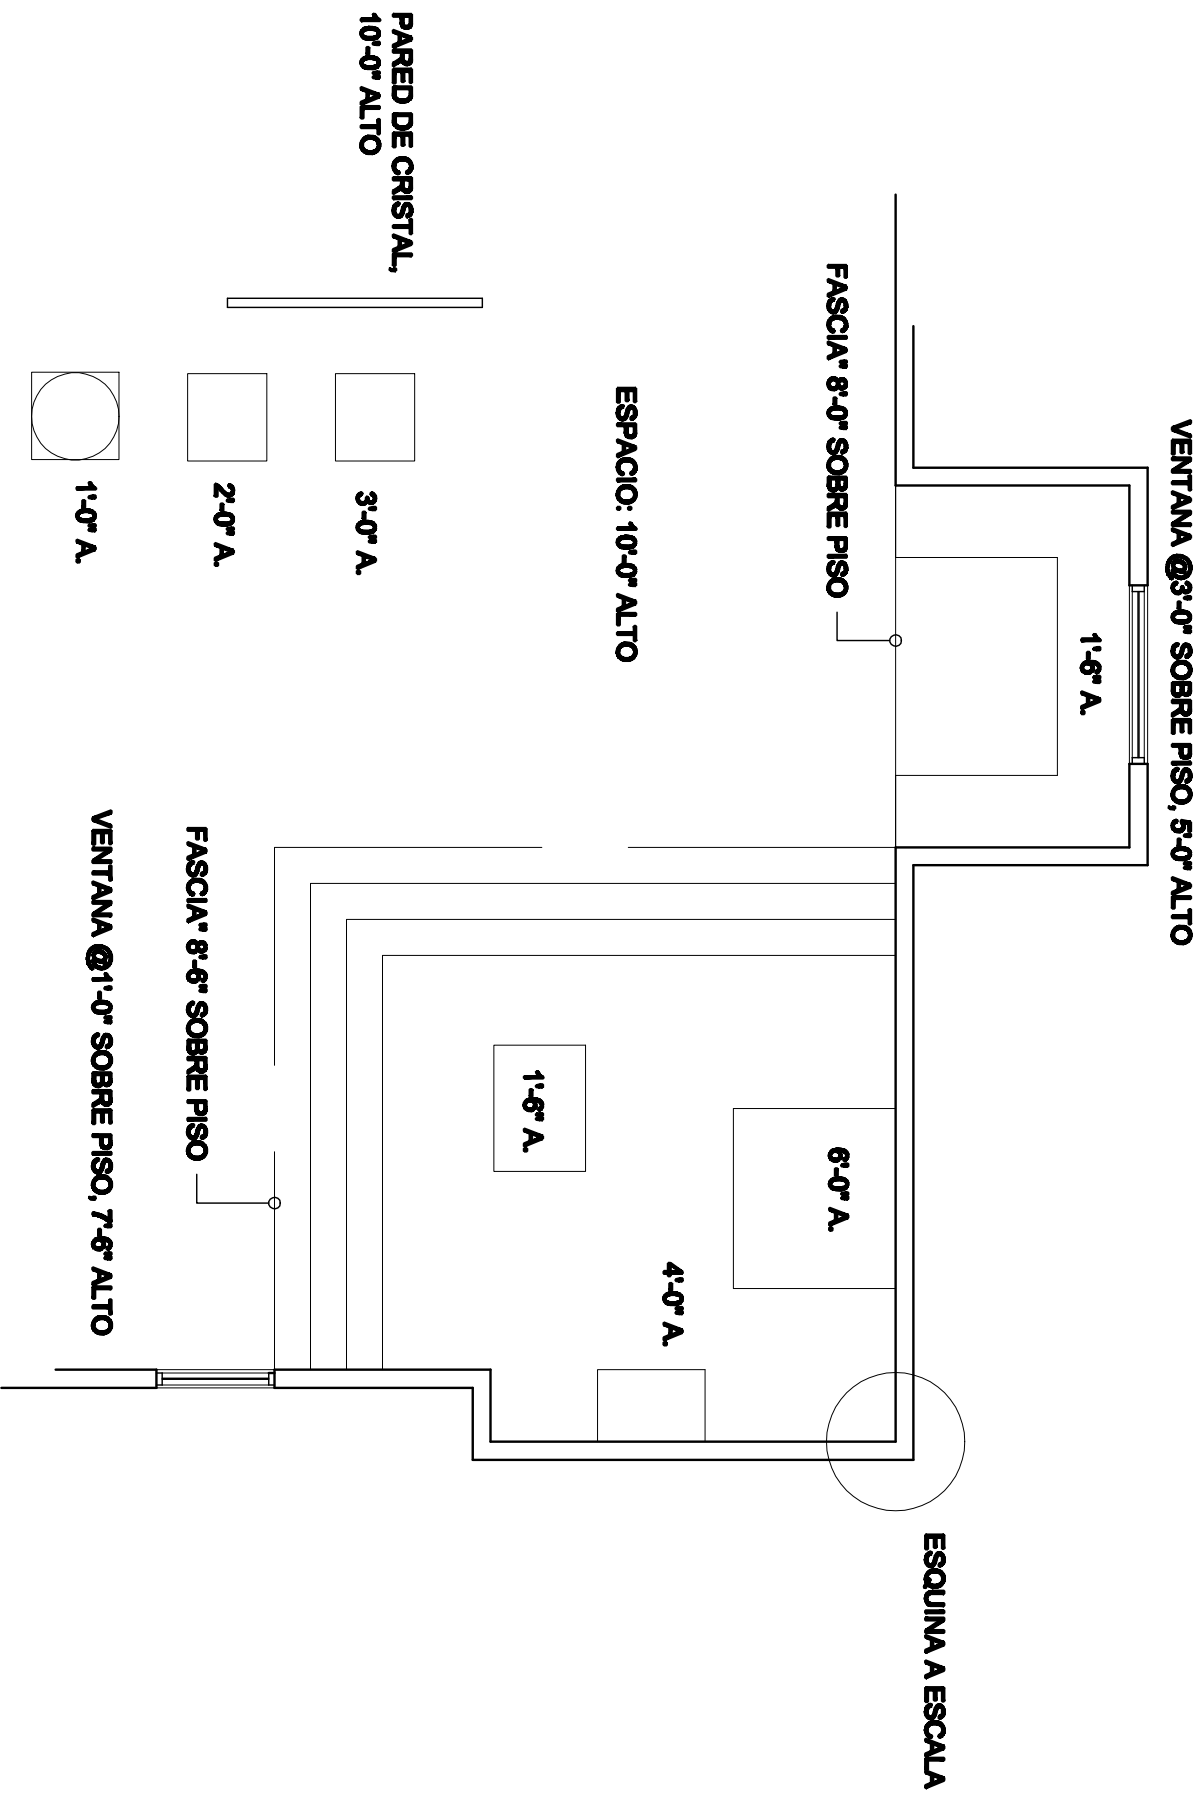 VENTANA @3'-0" SOBRE PISO, 5'-0" ALTO
1'-6" A.
ESQUINA A ESCALA
FASCIA" 8'-0" SOBRE PISO
6'-0" A.
4'-0" A.
ESPACIO: 10'-0" ALTO
1'-6" A.
PARED DE CRISTAL,
10'-0" ALTO
3'-0" A.
2'-0" A.
1'-0" A.
FASCIA" 8'-6" SOBRE PISO
VENTANA @1'-0" SOBRE PISO, 7'-6" ALTO